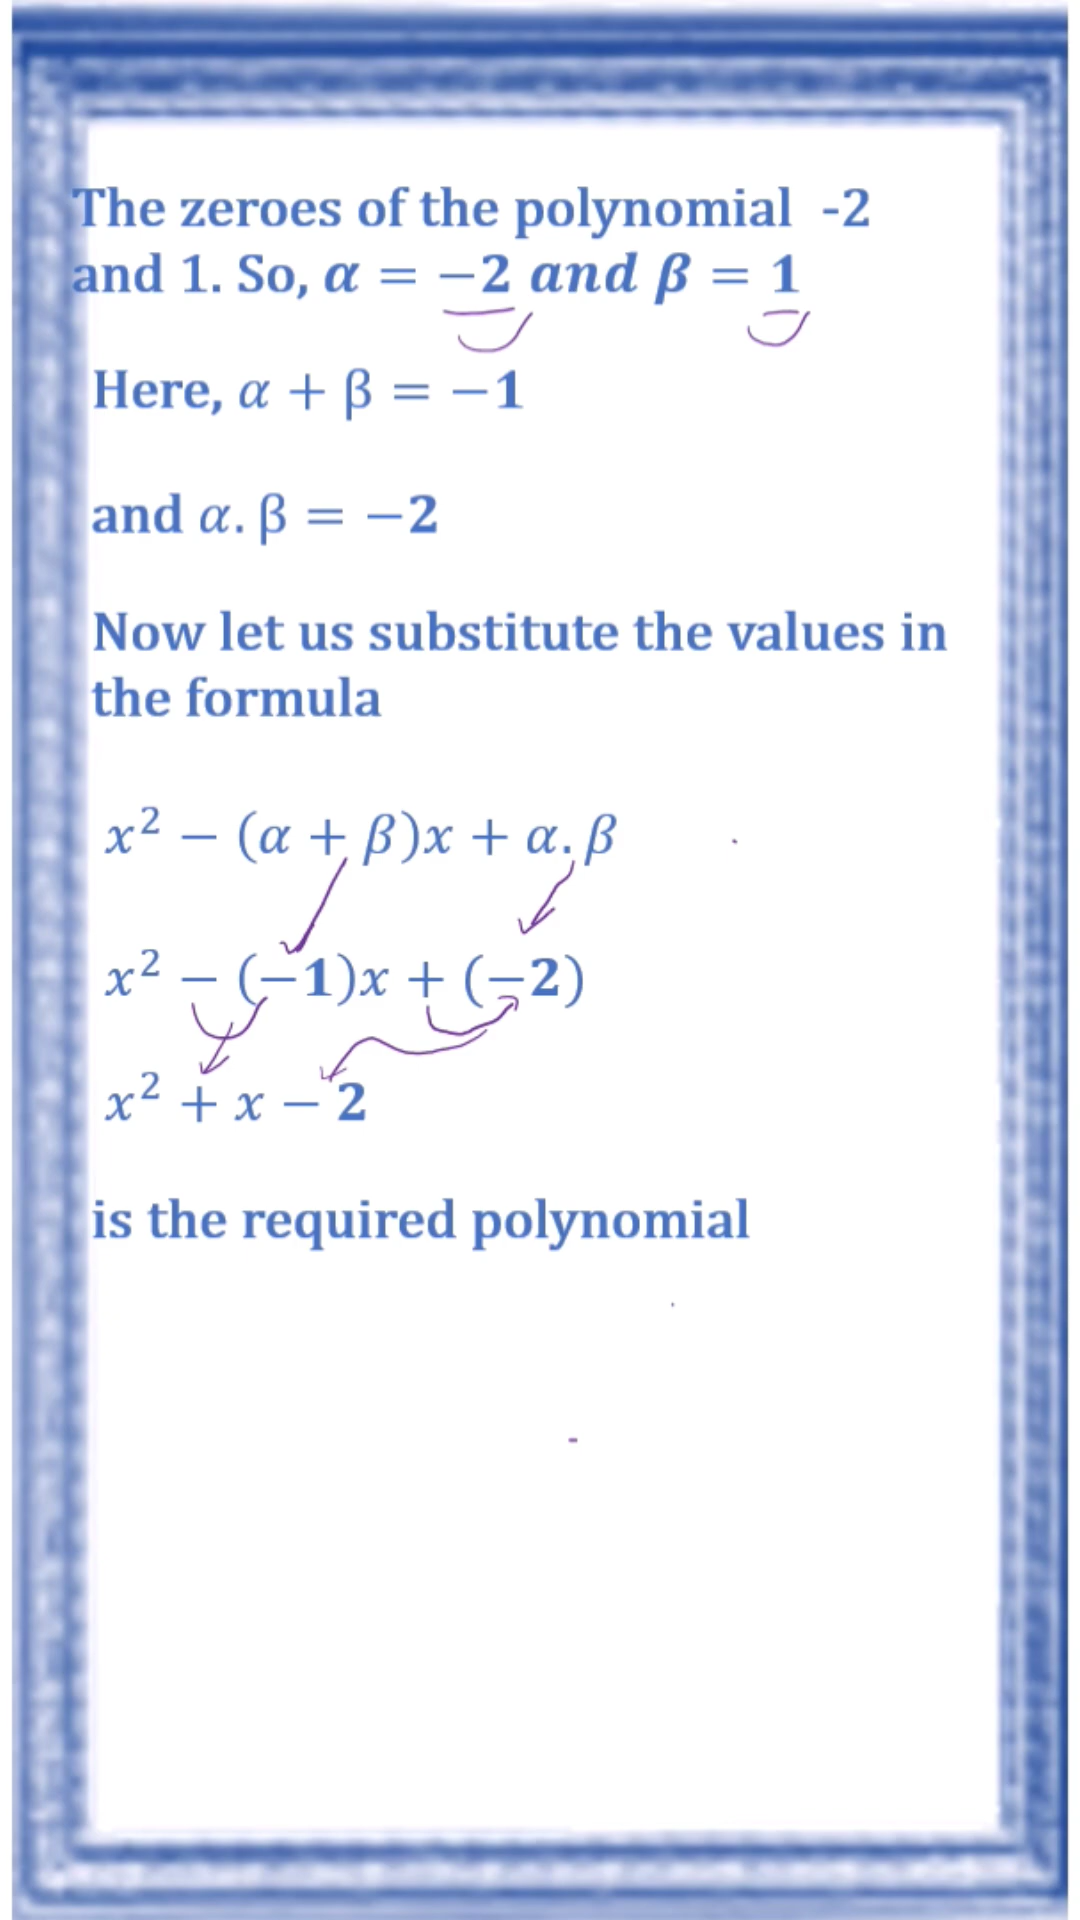 The zeroes of the polynomial -2
and 1. So, α = −2 and β = 1
Here, α + β = −1
and α. β = −2
Now let us substitute the values in
the formula
x² − (α + β)x + α. β
x² − (−1)x + (−2)
x² + x − 2
is the required polynomial